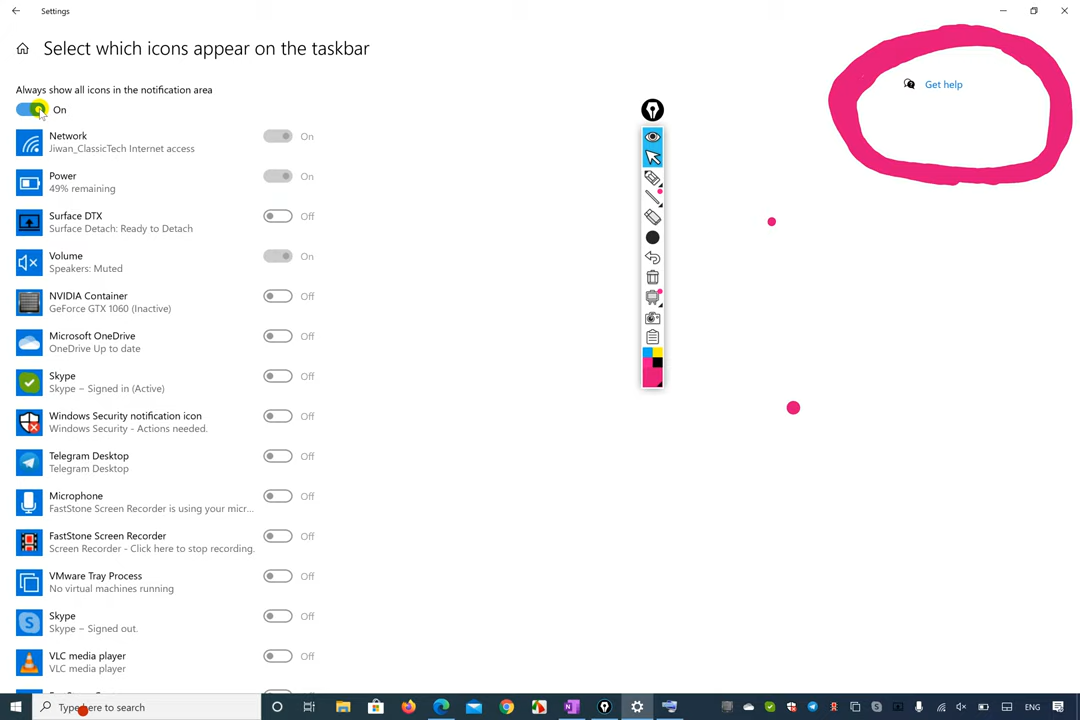 Settings
Select which icons appear on the taskbar
Get help
Always show all icons in the notification area
On
Network
Jiwan_ClassicTech Internet access
On
Power
49% remaining
On
Surface DTX
Surface Detach: Ready to Detach
Off
Volume
Speakers: Muted
On
NVIDIA Container
GeForce GTX 1060 (Inactive)
Off
Microsoft OneDrive
OneDrive Up to date
Off
Skype
Skype – Signed in (Active)
Off
Windows Security notification icon
Windows Security - Actions needed.
Off
Telegram Desktop
Telegram Desktop
Off
Microphone
FastStone Screen Recorder is using your micr...
Off
FastStone Screen Recorder
Screen Recorder - Click here to stop recording.
Off
VMware Tray Process
No virtual machines running
Off
Skype
Skype – Signed out.
Off
VLC media player
VLC media player
Off
Type here to search
ENG